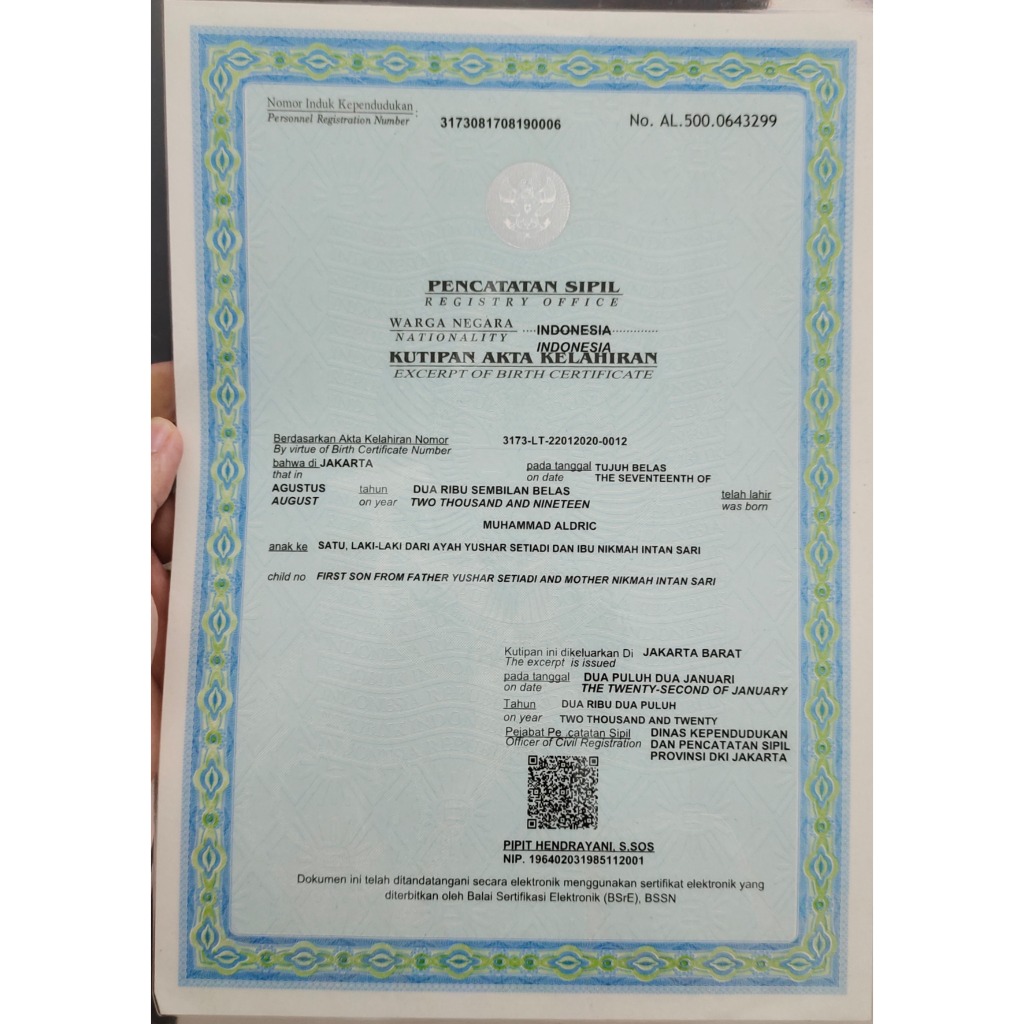 Nomor Induk Kependudukan :
Personnel Registration Number
3173081708190006
No. AL.500.0643299
PENCATATAN SIPIL
REGISTRY OFFICE
WARGA NEGARA INDONESIA
NATIONALITY INDONESIA
KUTIPAN AKTA KELAHIRAN
EXCERPT OF BIRTH CERTIFICATE
Berdasarkan Akta Kelahiran Nomor 3173-LT-22012020-0012
By virtue of Birth Certificate Number
bahwa di JAKARTA pada tanggal TUJUH BELAS
that in on date THE SEVENTEENTH OF
AGUSTUS tahun DUA RIBU SEMBILAN BELAS telah lahir
AUGUST on year TWO THOUSAND AND NINETEEN was born
MUHAMMAD ALDRIC
anak ke SATU, LAKI-LAKI DARI AYAH YUSHAR SETIADI DAN IBU NIKMAH INTAN SARI
child no FIRST SON FROM FATHER YUSHAR SETIADI AND MOTHER NIKMAH INTAN SARI
Kutipan ini dikeluarkan Di JAKARTA BARAT
The excerpt is issued
pada tanggal DUA PULUH DUA JANUARI
on date THE TWENTY-SECOND OF JANUARY
Tahun DUA RIBU DUA PULUH
on year TWO THOUSAND AND TWENTY
Pejabat Pe .catatan Sipil DINAS KEPENDUDUKAN
Officer of Civil Registration DAN PENCATATAN SIPIL
PROVINSI DKI JAKARTA
PIPIT HENDRAYANI, S.SOS
NIP. 196402031985112001
Dokumen ini telah ditandatangani secara elektronik menggunakan sertifikat elektronik yang
diterbitkan oleh Balai Sertifikasi Elektronik (BSrE), BSSN